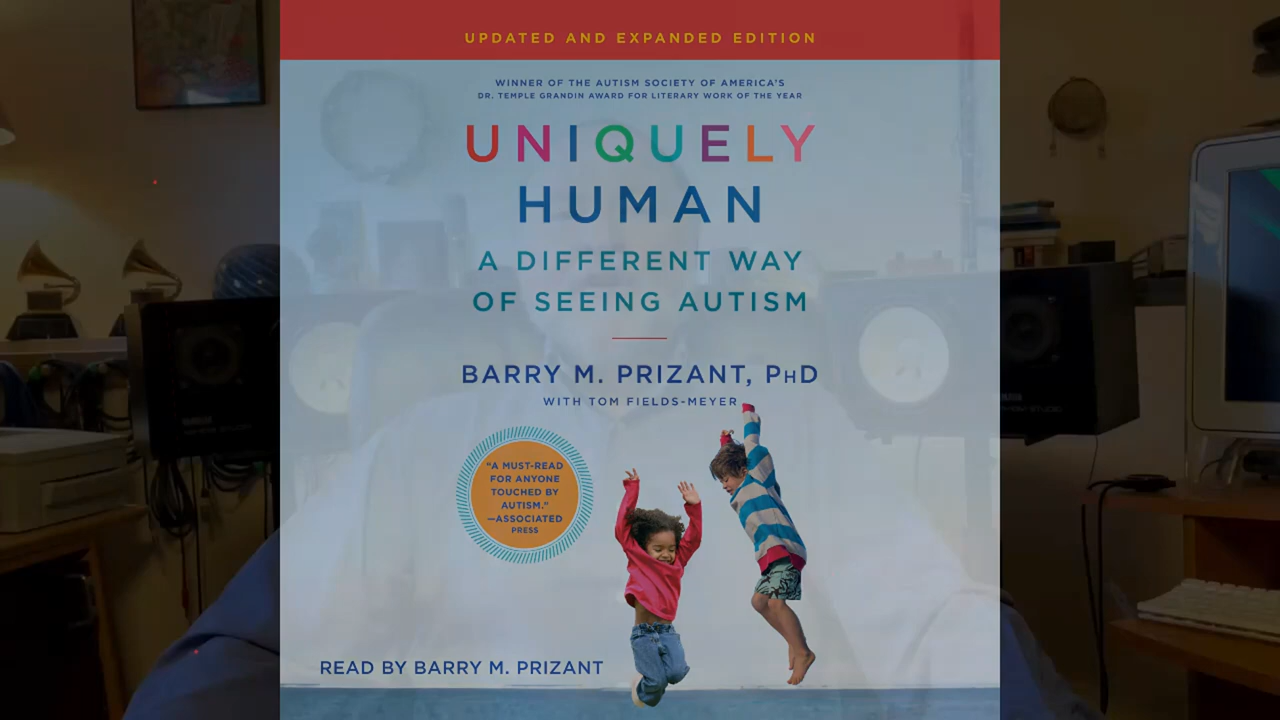 UPDATED AND EXPANDED EDITION
WINNER OF THE AUTISM SOCIETY OF AMERICA'S
DR. TEMPLE GRANDIN AWARD FOR LITERARY WORK OF THE YEAR
UNIQUELY
HUMAN
A DIFFERENT WAY
OF SEEING AUTISM
BARRY M. PRIZANT, PHD
WITH TOM FIELDS-MEYER
"A MUST-READ
FOR ANYONE
TOUCHED BY
AUTISM."
—ASSOCIATED
PRESS
READ BY BARRY M. PRIZANT
YAMAHA